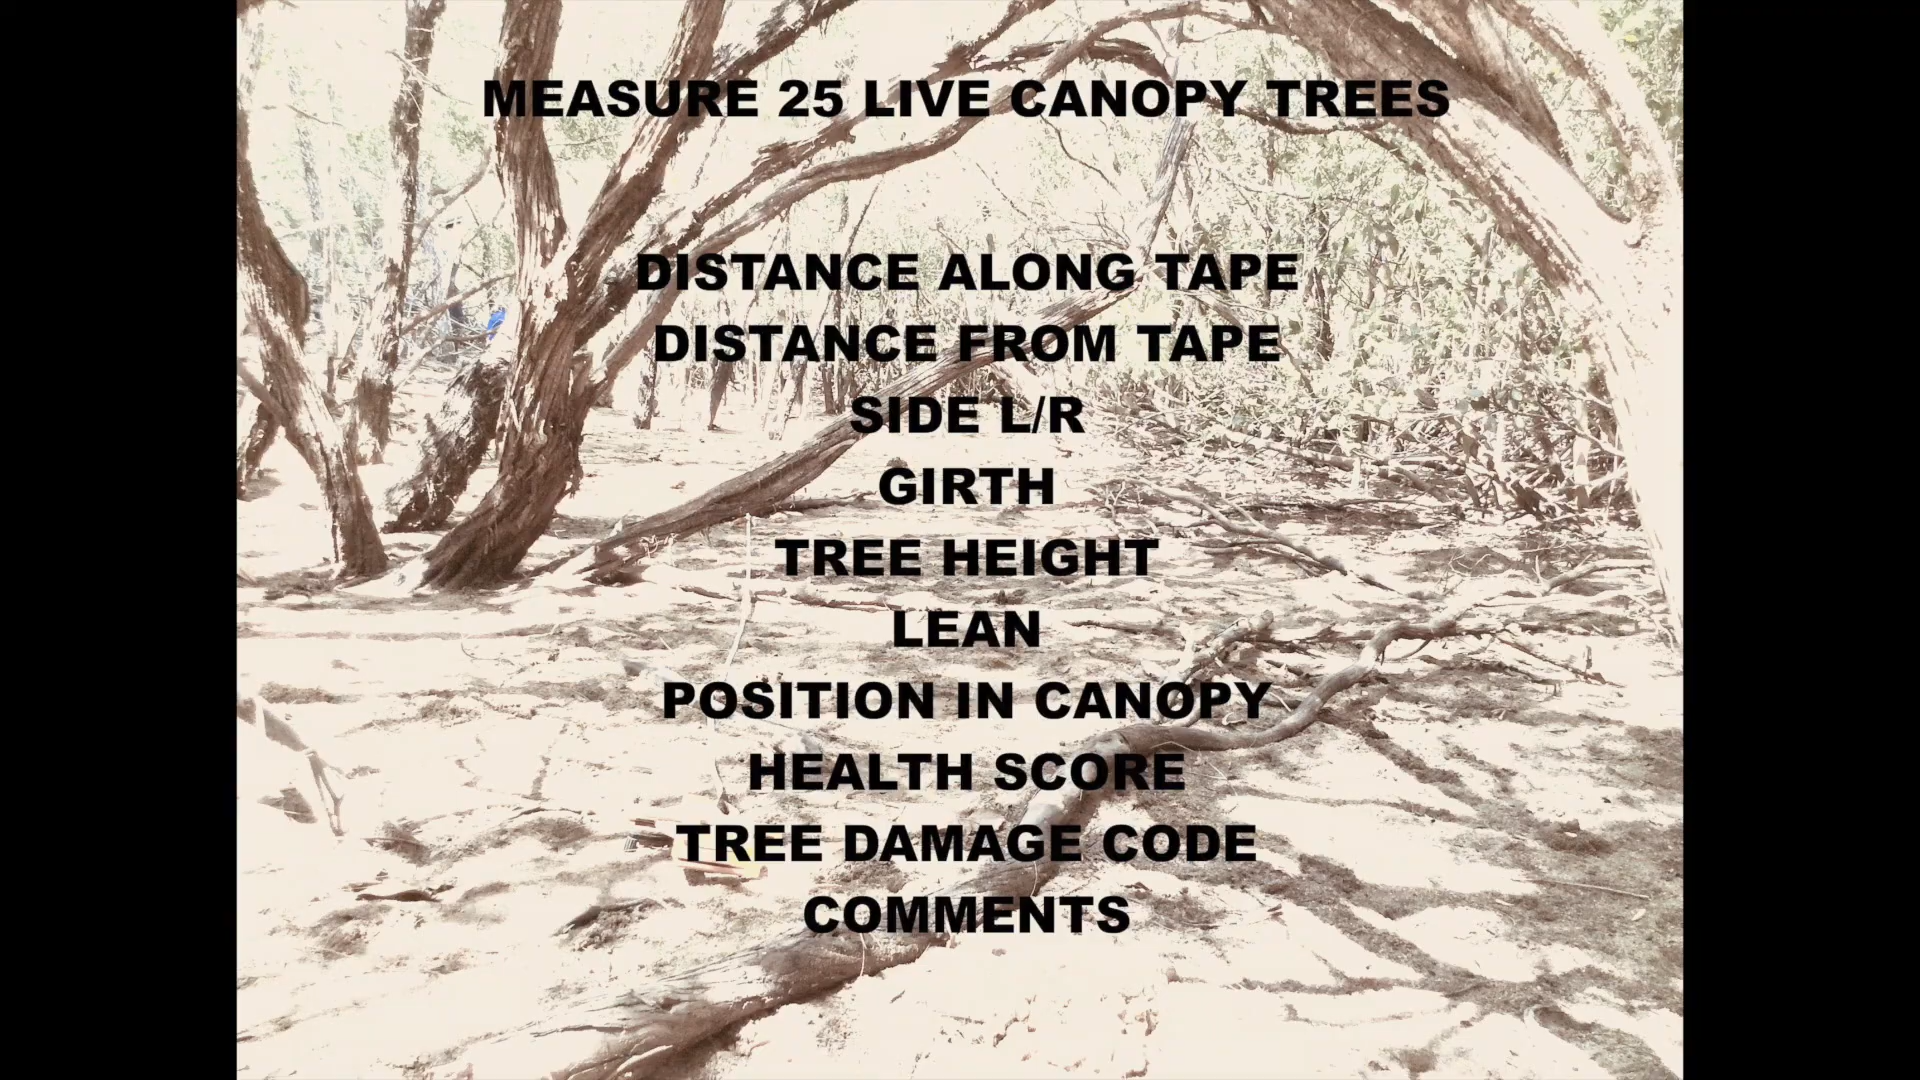 MEASURE 25 LIVE CANOPY TREES
DISTANCE ALONG TAPE
DISTANCE FROM TAPE
SIDE L/R
GIRTH
TREE HEIGHT
LEAN
POSITION IN CANOPY
HEALTH SCORE
TREE DAMAGE CODE
COMMENTS